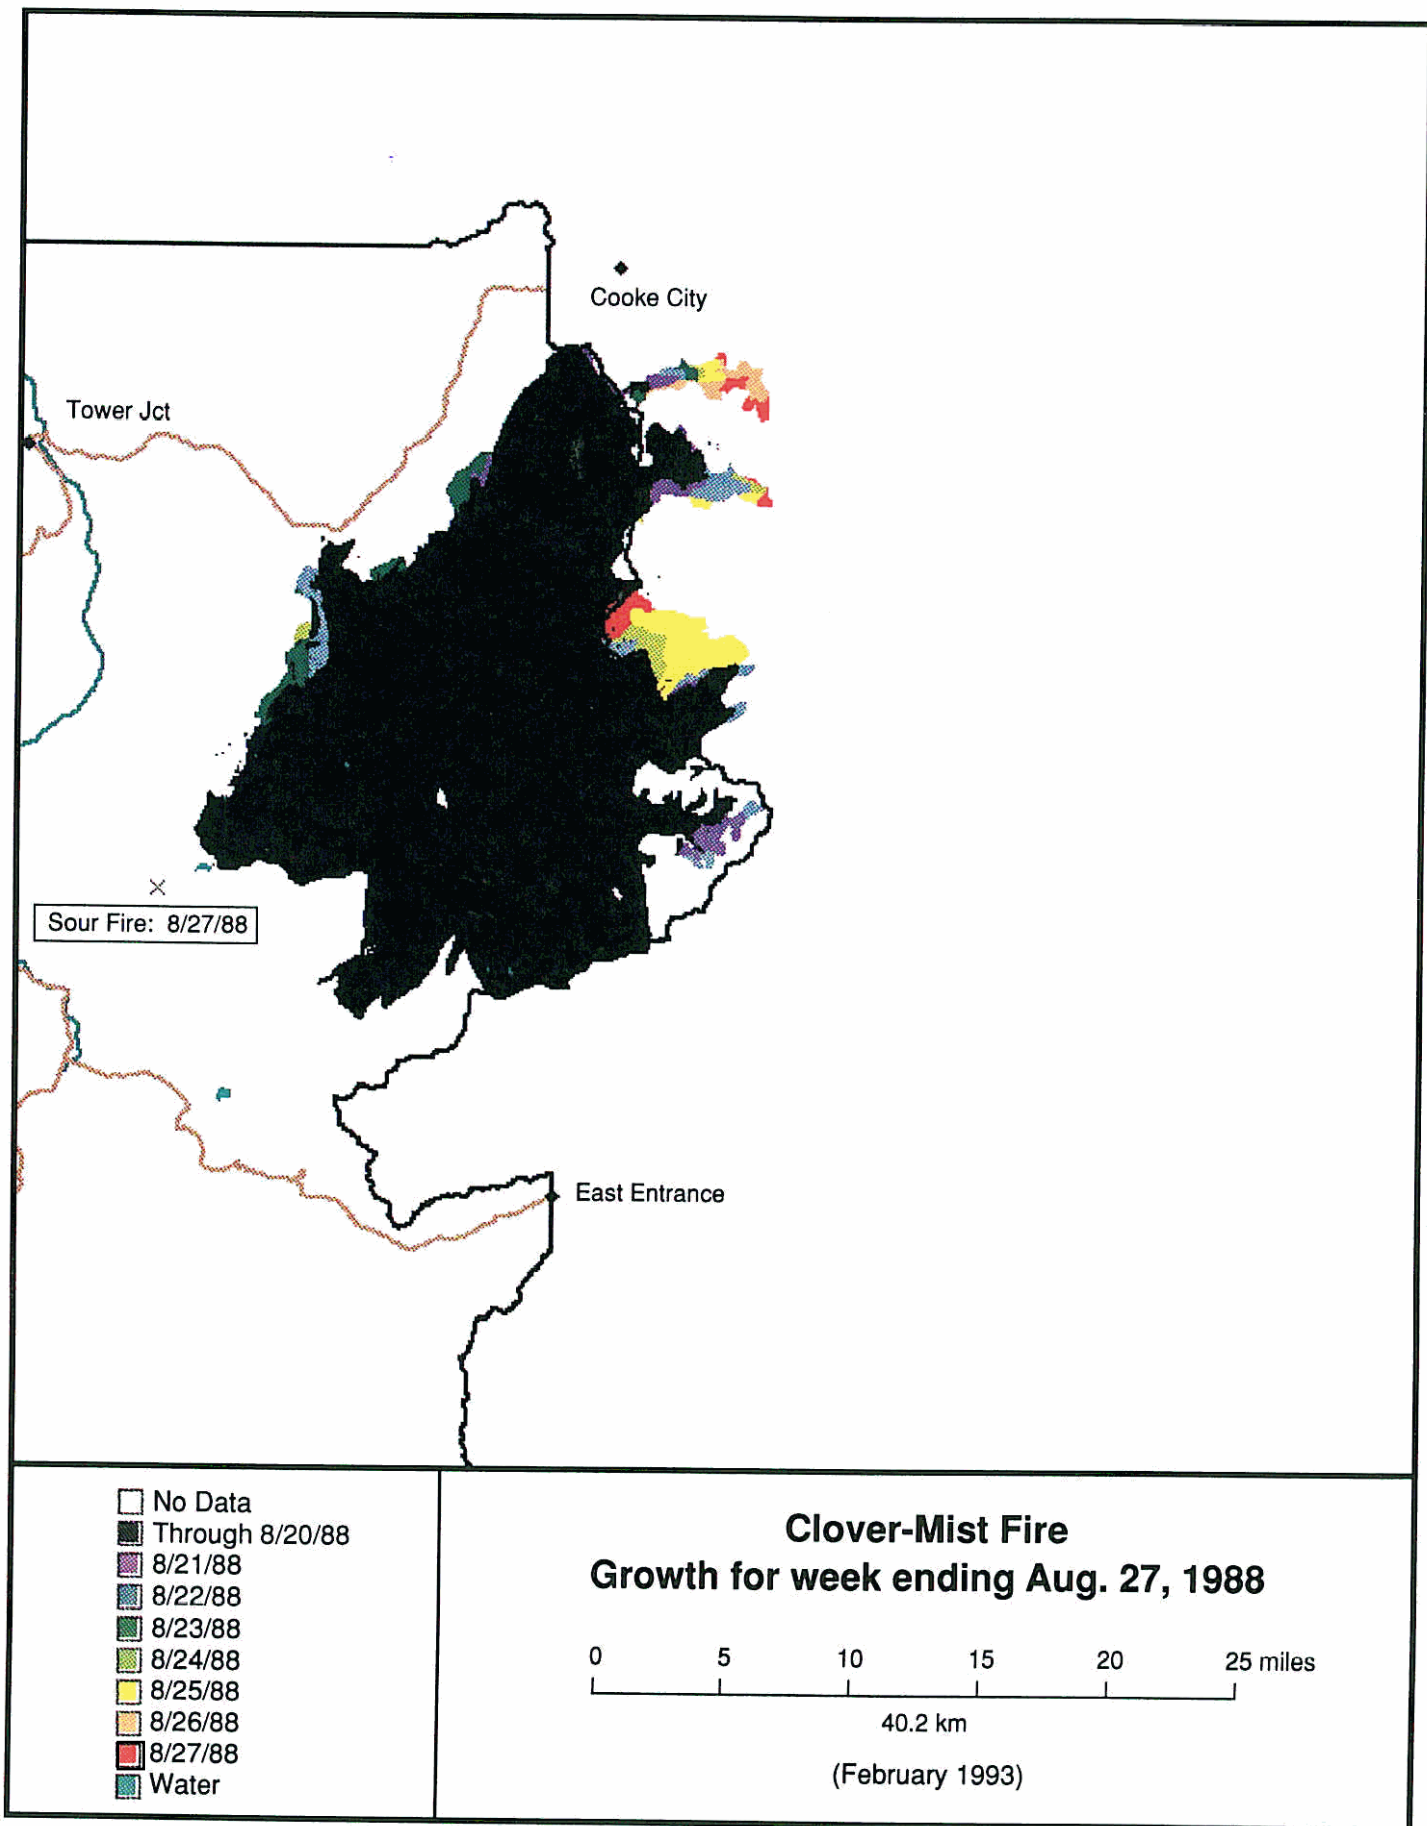 Cooke City
Tower Jct
Sour Fire: 8/27/88
East Entrance
No Data
Through 8/20/88
8/21/88
8/22/88
8/23/88
8/24/88
8/25/88
8/26/88
8/27/88
Water
Clover-Mist Fire
Growth for week ending Aug. 27, 1988
0 5 10 15 20 25 miles
40.2 km
(February 1993)